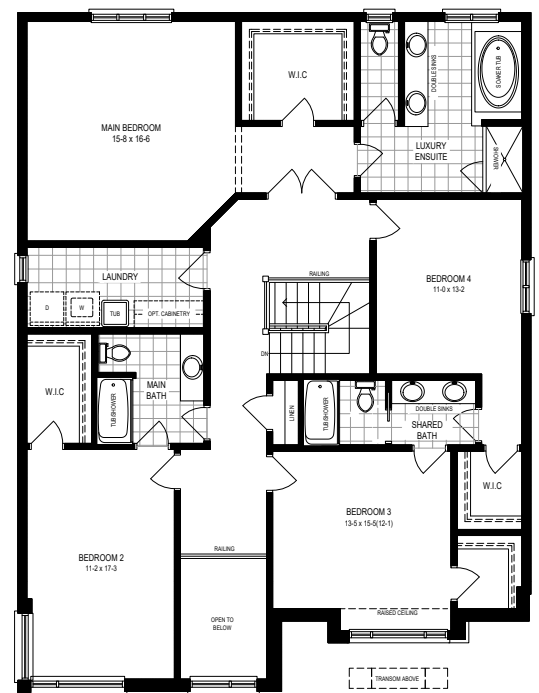 W.I.C
DOUBLE SINKS
SOAKER TUB
MAIN BEDROOM
15-8 x 16-6
LUXURY
ENSUITE
SHOWER
LAUNDRY
RAILING
BEDROOM 4
11-0 x 13-2
D
W
TUB
OPT. CABINETRY
DN
W.I.C
MAIN
BATH
TUB/SHOWER
LINEN
TUB/SHOWER
DOUBLE SINKS
SHARED
BATH
W.I.C
BEDROOM 3
13-5 x 15-5(12-1)
RAILING
BEDROOM 2
11-2 x 17-3
OPEN TO
BELOW
RAISED CEILING
TRANSOM ABOVE